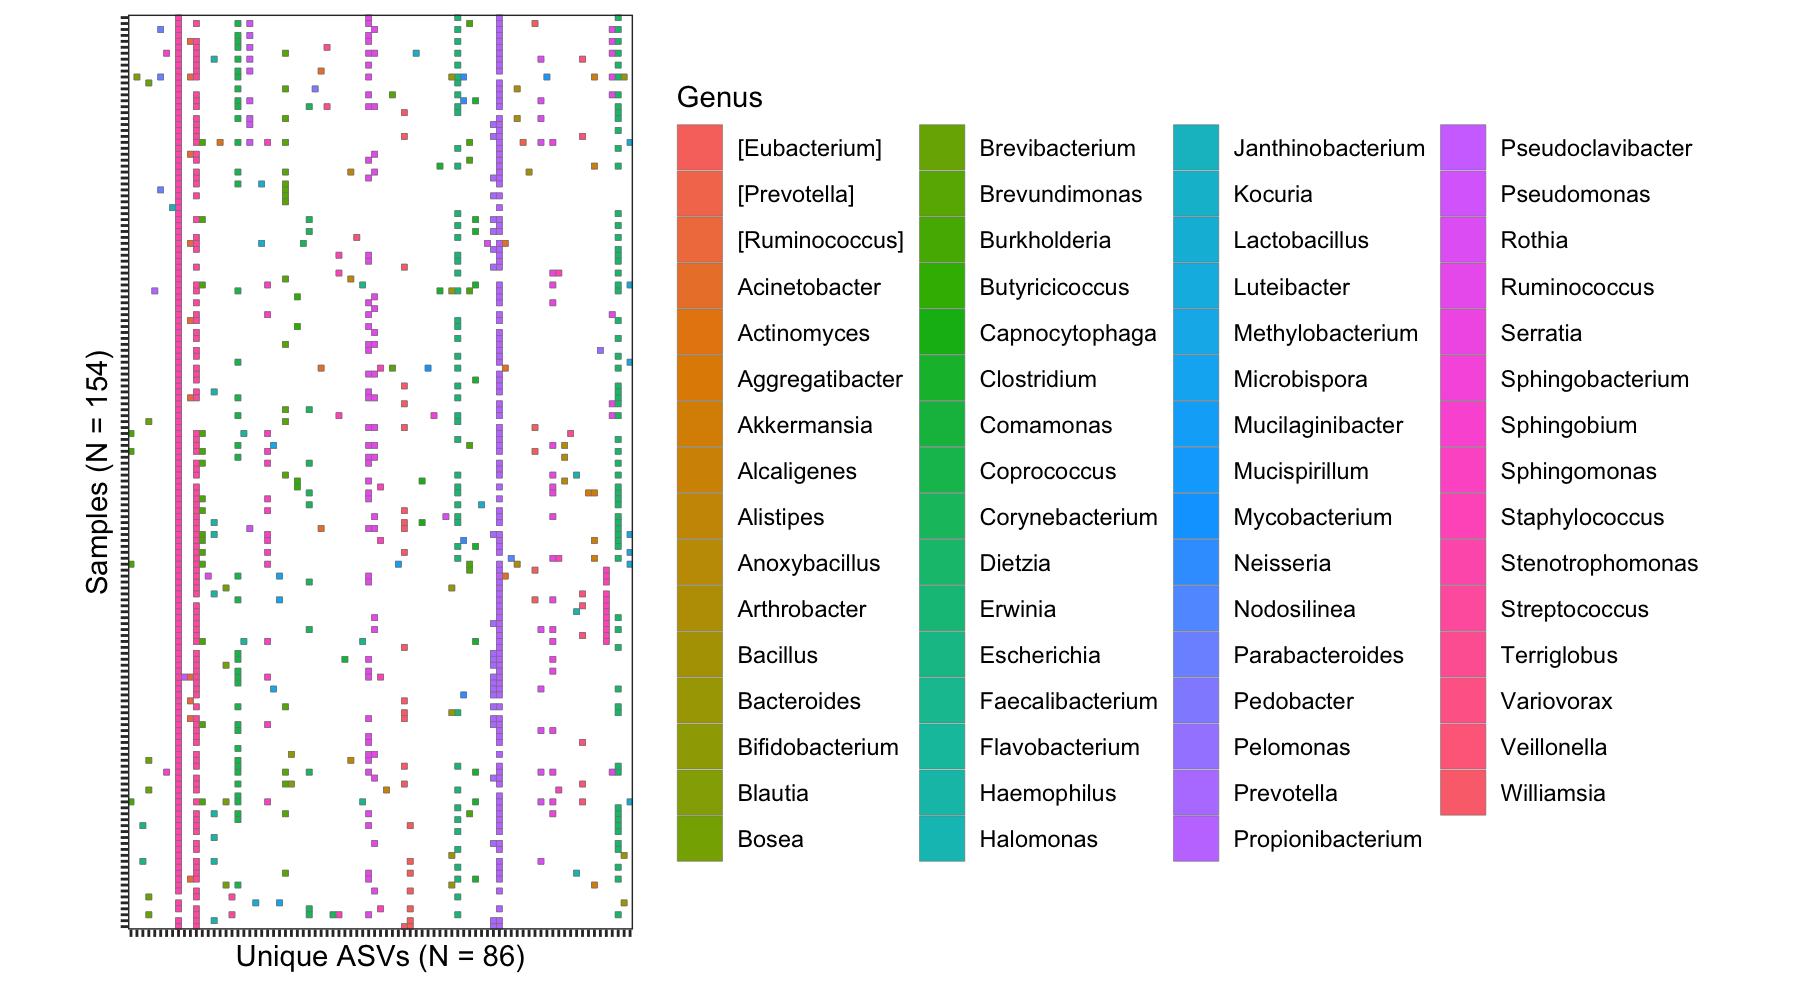 Genus
[Eubacterium]
[Prevotella]
[Ruminococcus]
Acinetobacter
Actinomyces
Aggregatibacter
Akkermansia
Alcaligenes
Alistipes
Anoxybacillus
Arthrobacter
Bacillus
Bacteroides
Bifidobacterium
Blautia
Bosea
Brevibacterium
Brevundimonas
Burkholderia
Butyricicoccus
Capnocytophaga
Clostridium
Comamonas
Coprococcus
Corynebacterium
Dietzia
Erwinia
Escherichia
Faecalibacterium
Flavobacterium
Haemophilus
Halomonas
Janthinobacterium
Kocuria
Lactobacillus
Luteibacter
Methylobacterium
Microbispora
Mucilaginibacter
Mucispirillum
Mycobacterium
Neisseria
Nodosilinea
Parabacteroides
Pedobacter
Pelomonas
Prevotella
Propionibacterium
Pseudoclavibacter
Pseudomonas
Rothia
Ruminococcus
Serratia
Sphingobacterium
Sphingobium
Sphingomonas
Staphylococcus
Stenotrophomonas
Streptococcus
Terriglobus
Variovorax
Veillonella
Williamsia
Samples (N = 154)
Unique ASVs (N = 86)